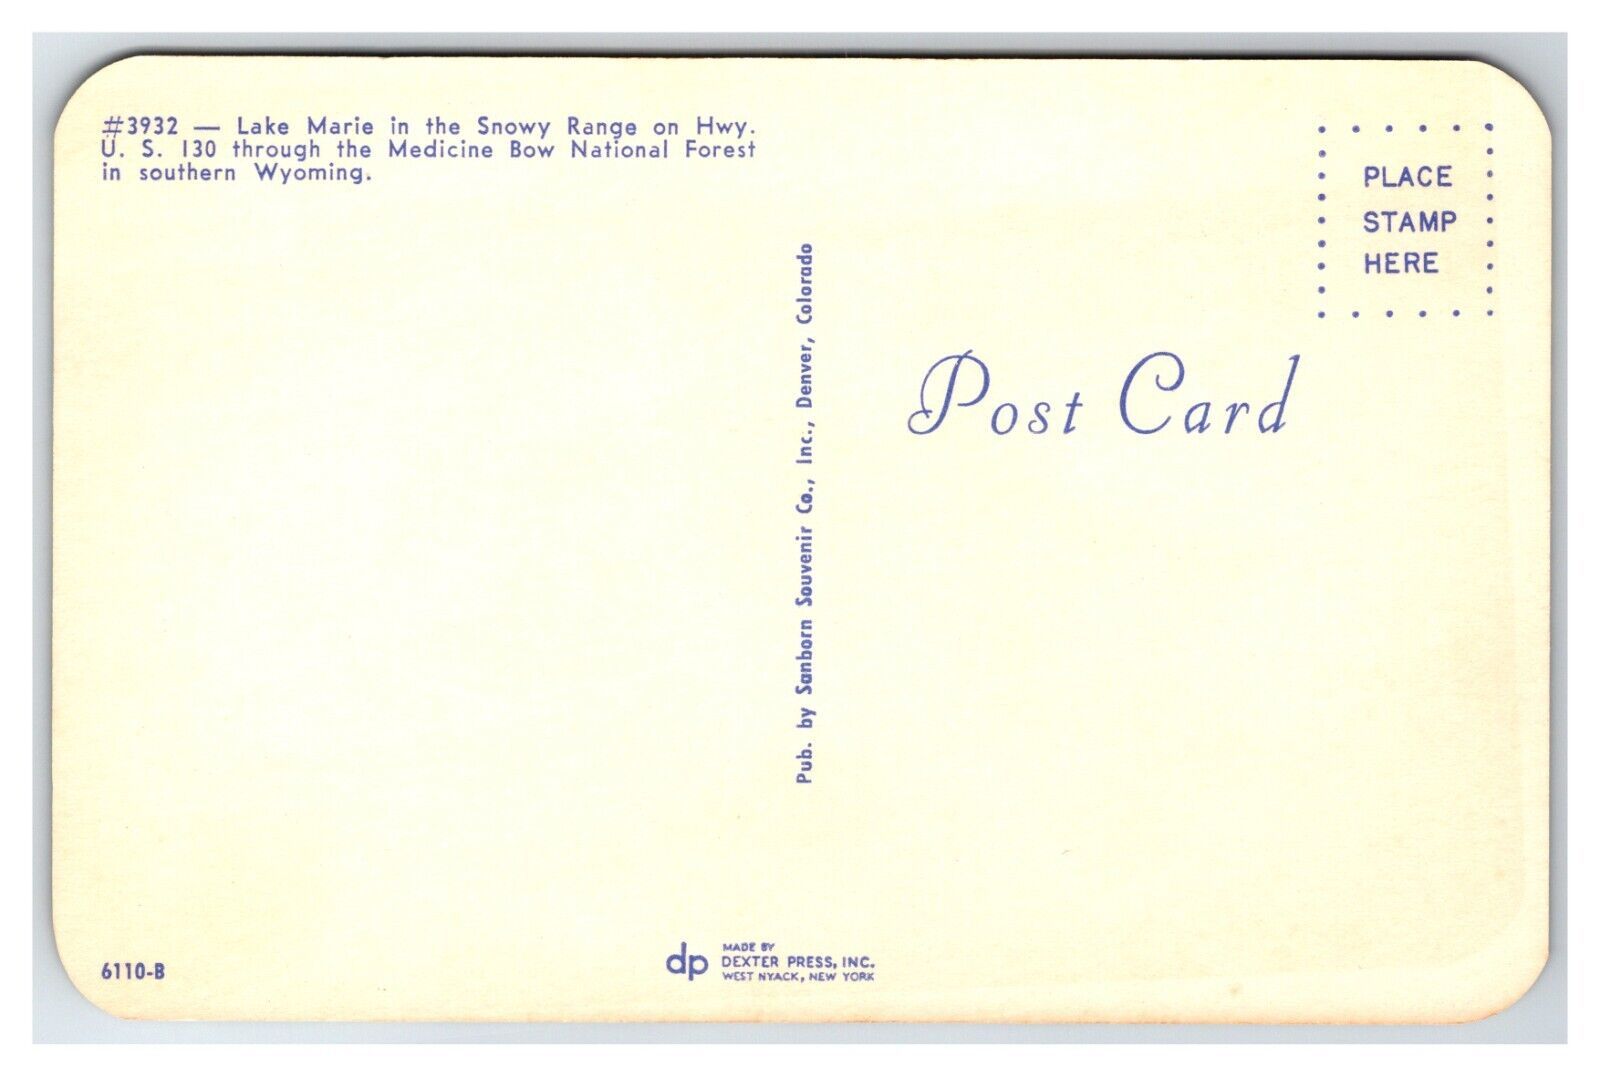 #3932 — Lake Marie in the Snowy Range on Hwy.
U. S. 130 through the Medicine Bow National Forest
in southern Wyoming.
PLACE
STAMP
HERE
Pub. by Sanborn Souvenir Co., Inc., Denver, Colorado
Post Card
6110-B
dp
MADE BY
DEXTER PRESS, INC.
WEST NYACK, NEW YORK